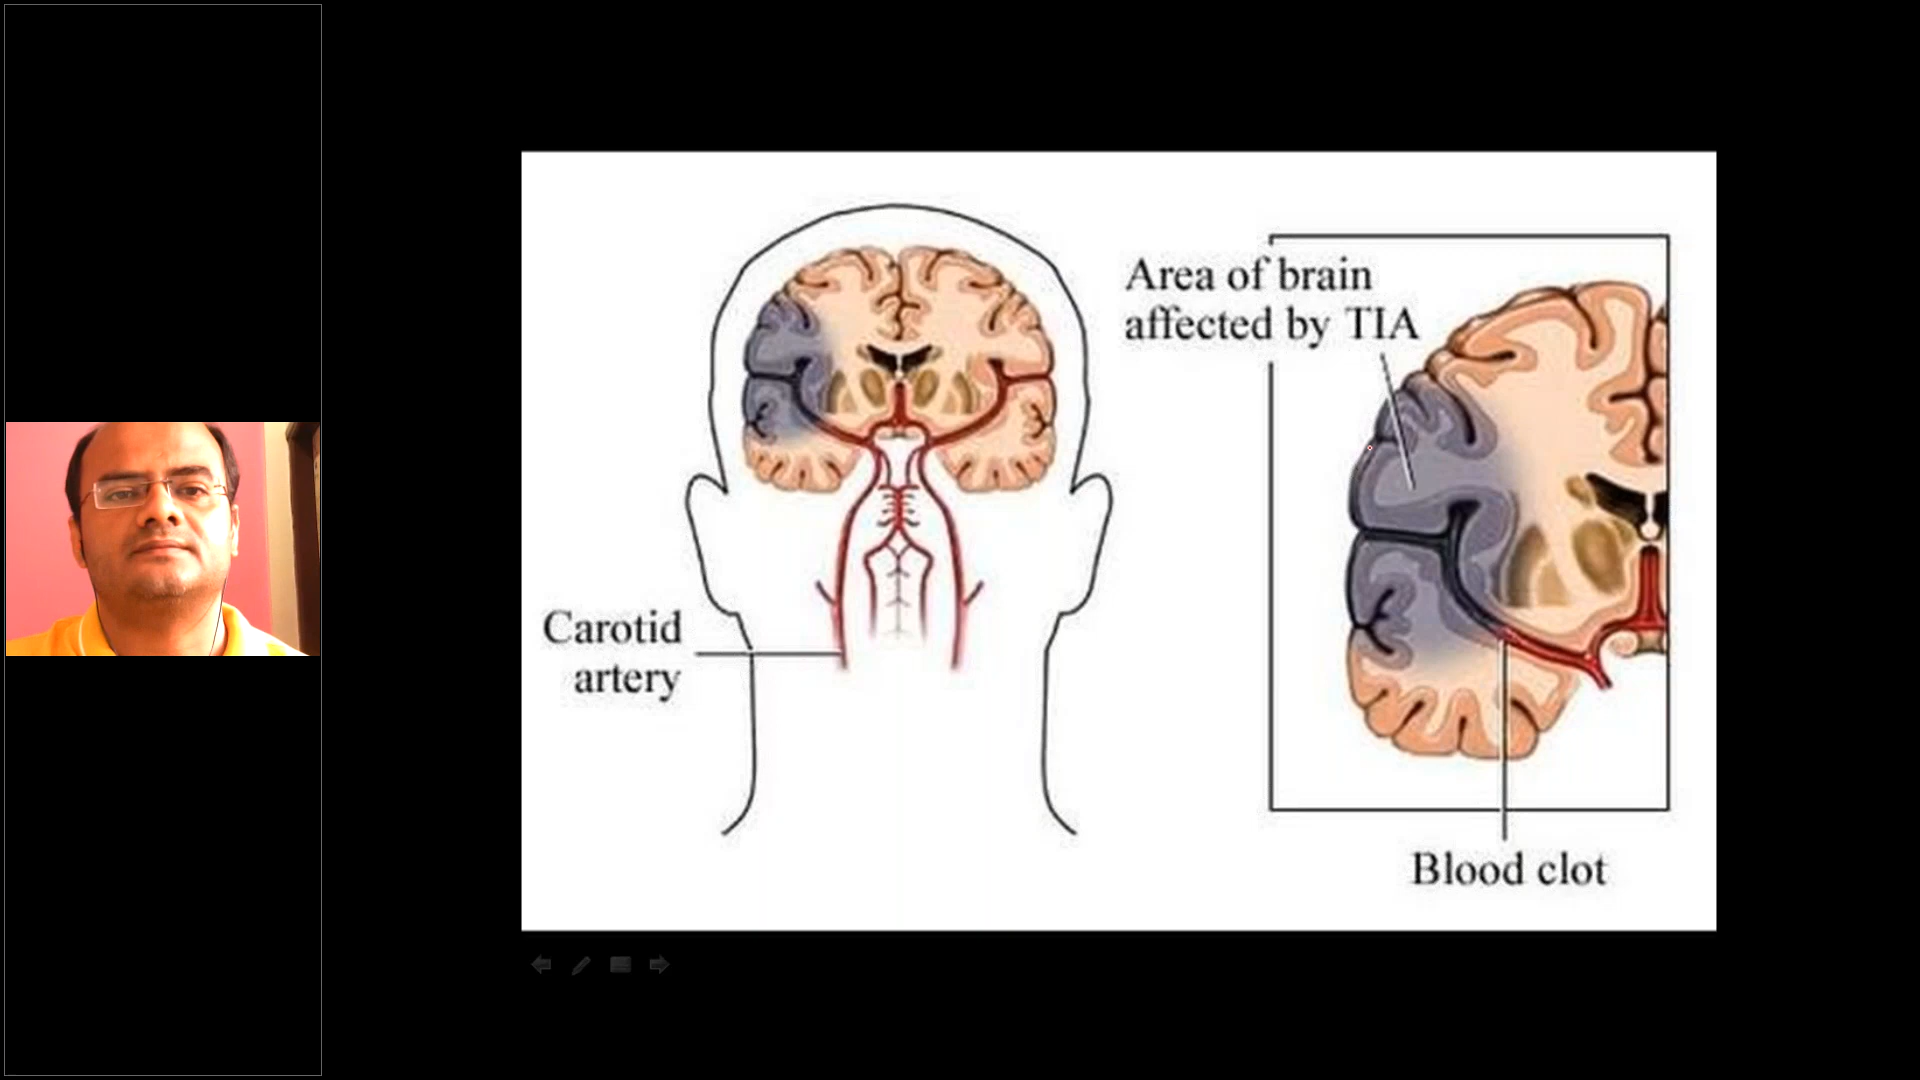 Area of brain
affected by TIA
Carotid
artery
Blood clot